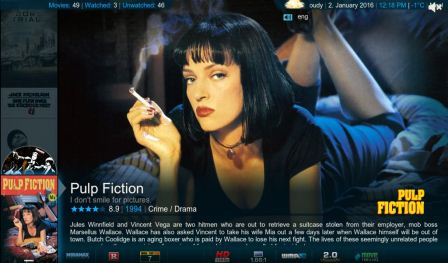 Movies: 49 | Watched: 3 | Unwatched: 46
oudy | 2. January 2016 | 12:18 PM | -1°C
eng
ON TRIAL
JACK NICHOLSON
PULP FICTION
Pulp Fiction
I don't smile for pictures.
8.9 | 1994 | Crime / Drama
PULP
FICTION
Jules Winnfield and Vincent Vega are two hitmen who are out to retrieve a suitcase stolen from their employer, mob boss
Marsellus Wallace. Wallace has also asked Vincent to take his wife Mia out a few days later when Wallace himself will be out of
town. Butch Coolidge is an aging boxer who is paid by Wallace to lose his next fight. The lives of these seemingly unrelated people
MIRAMAX
R
HD
2.0